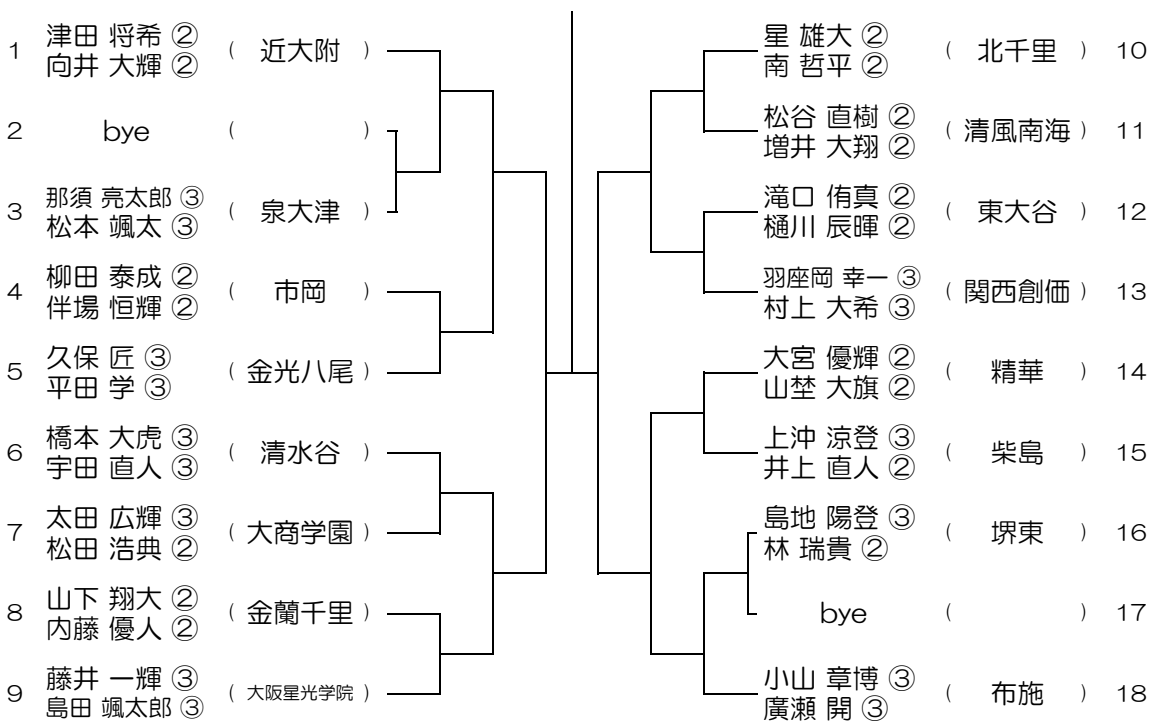 1 津田 将希 ② ( 近大附 )
向井 大輝 ②
2 bye ( )
3 那須 亮太郎 ③ ( 泉大津 )
松本 颯太 ③
4 柳田 泰成 ② ( 市岡 )
伴場 恒輝 ②
5 久保 匠 ③ ( 金光八尾 )
平田 学 ③
6 橋本 大虎 ③ ( 清水谷 )
宇田 直人 ③
7 太田 広輝 ③ ( 大商学園 )
松田 浩典 ②
8 山下 翔大 ② ( 金蘭千里 )
内藤 優人 ②
9 藤井 一輝 ③ ( 大阪星光学院 )
島田 颯太郎 ③
星 雄大 ② ( 北千里 ) 10
南 哲平 ②
松谷 直樹 ② ( 清風南海 ) 11
増井 大翔 ②
滝口 侑真 ② ( 東大谷 ) 12
樋川 辰暉 ②
羽座岡 幸一 ③ ( 関西創価 ) 13
村上 大希 ③
大宮 優輝 ② ( 精華 ) 14
山埜 大旗 ②
上沖 涼登 ③ ( 柴島 ) 15
井上 直人 ②
島地 陽登 ③ ( 堺東 ) 16
林 瑞貴 ②
bye ( ) 17
小山 章博 ③ ( 布施 ) 18
廣瀬 開 ③